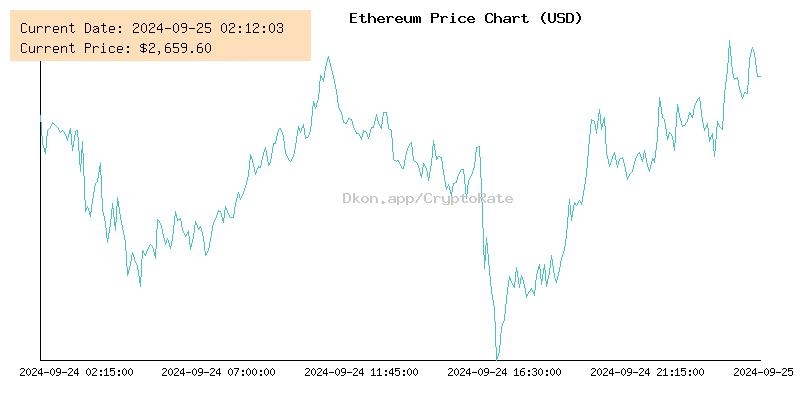 Ethereum Price Chart (USD)
Current Date: 2024-09-25 02:12:03
Current Price: $2,659.60
Dkon.app/CryptoRate
2024-09-24 02:15:00
2024-09-24 07:00:00
2024-09-24 11:45:00
2024-09-24 16:30:00
2024-09-24 21:15:00
2024-09-25